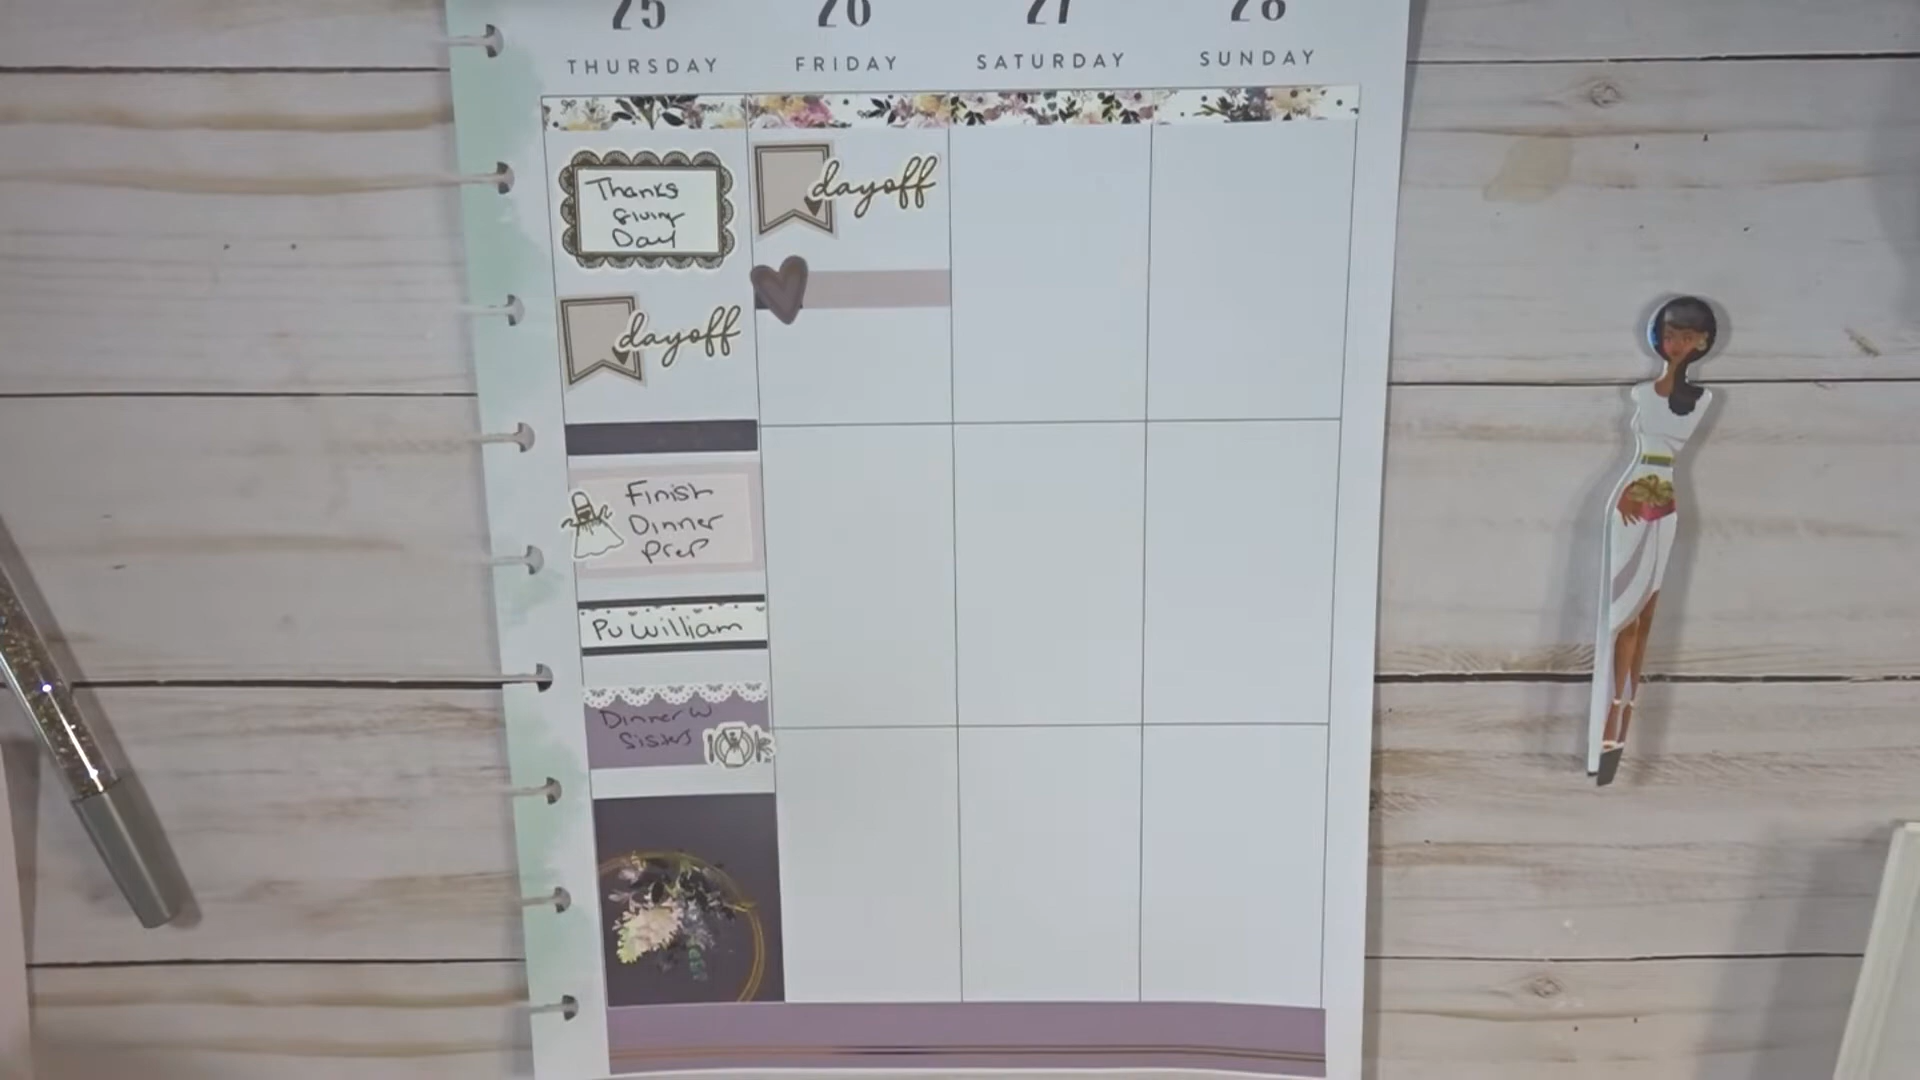 25 26 27 28
THURSDAY FRIDAY SATURDAY SUNDAY
Thanks
Giving
Day
dayoff
dayoff
Finish
Dinner
Prep
PU William
Dinner W
Sisters